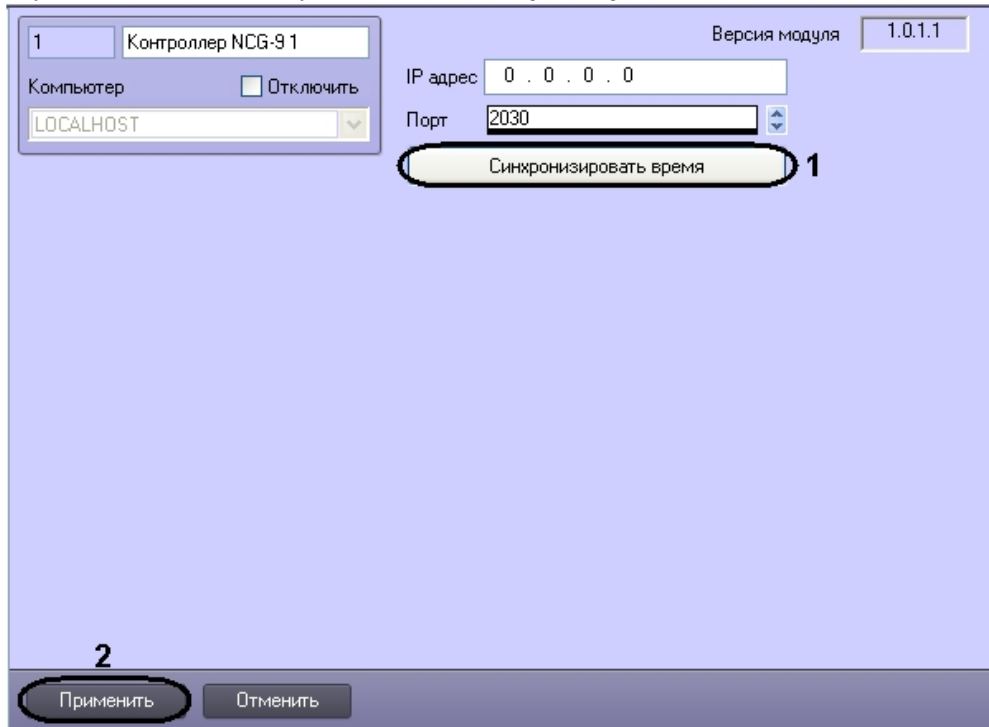 1 Контроллер NCG-9 1
Версия модуля 1.0.1.1
Компьютер Отключить
LOCALHOST
IP адрес 0 . 0 . 0 . 0
Порт 2030
Синхронизировать время 1
2
Применить Отменить